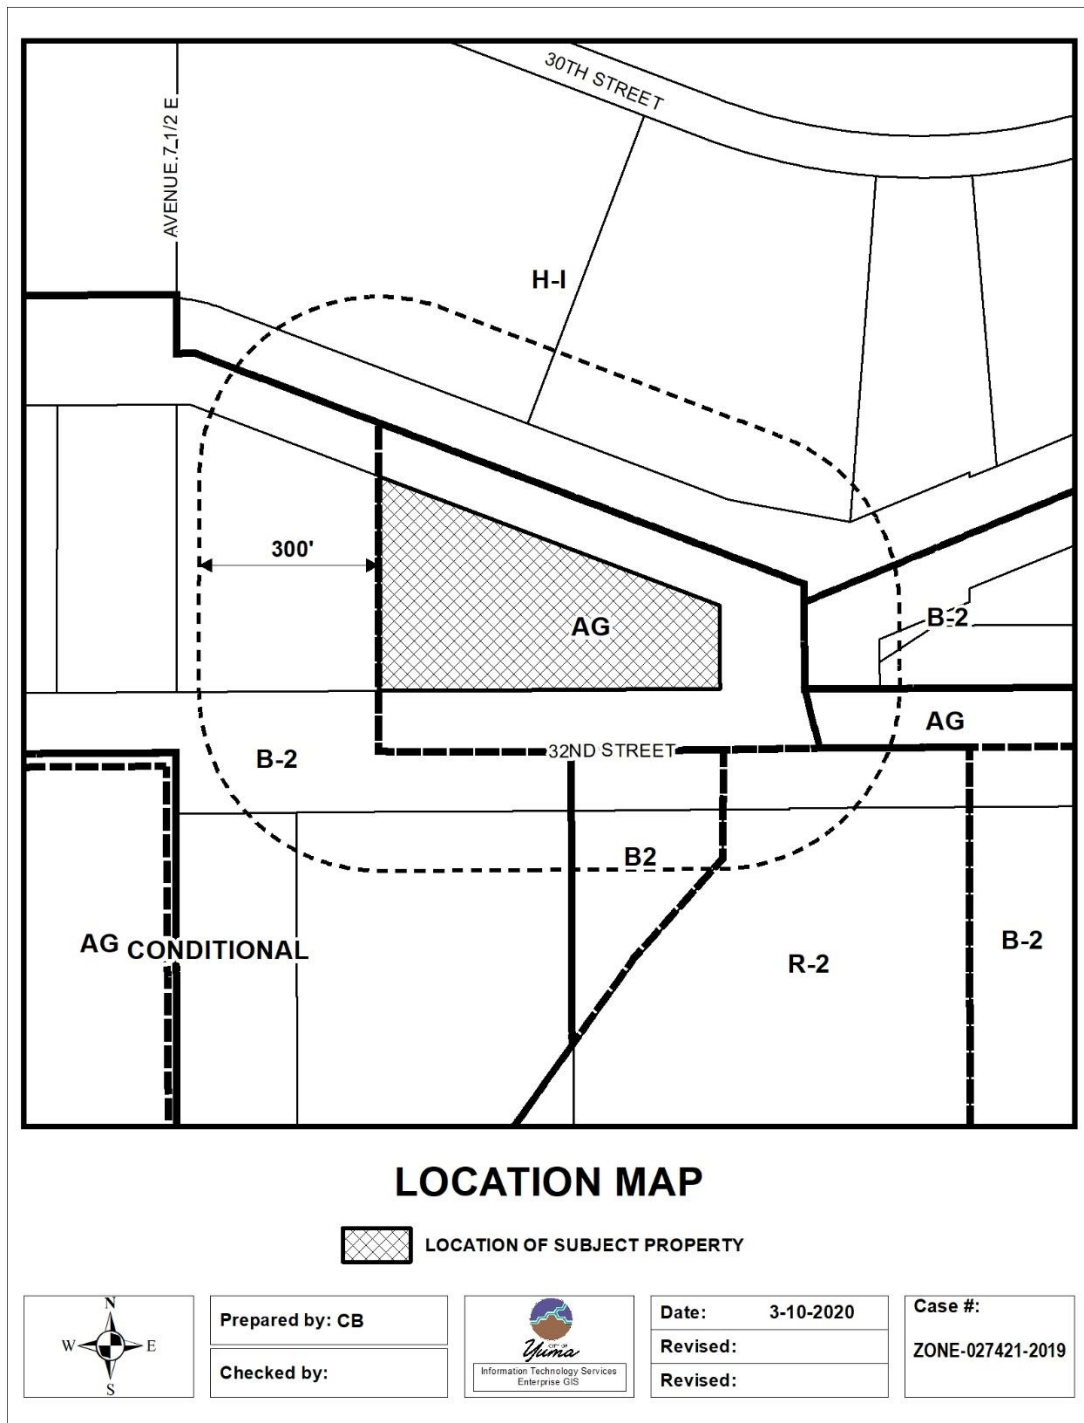 30TH STREET
AVENUE 7 1/2 E
H-I
300'
AG
B-2
AG
32ND STREET
B-2
B2
AG CONDITIONAL
R-2
B-2
LOCATION MAP
LOCATION OF SUBJECT PROPERTY
N
W E
S
Prepared by: CB
Checked by:
CITY OF
Yuma
Information Technology Services
Enterprise GIS
Date: 3-10-2020
Revised:
Revised:
Case #:
ZONE-027421-2019